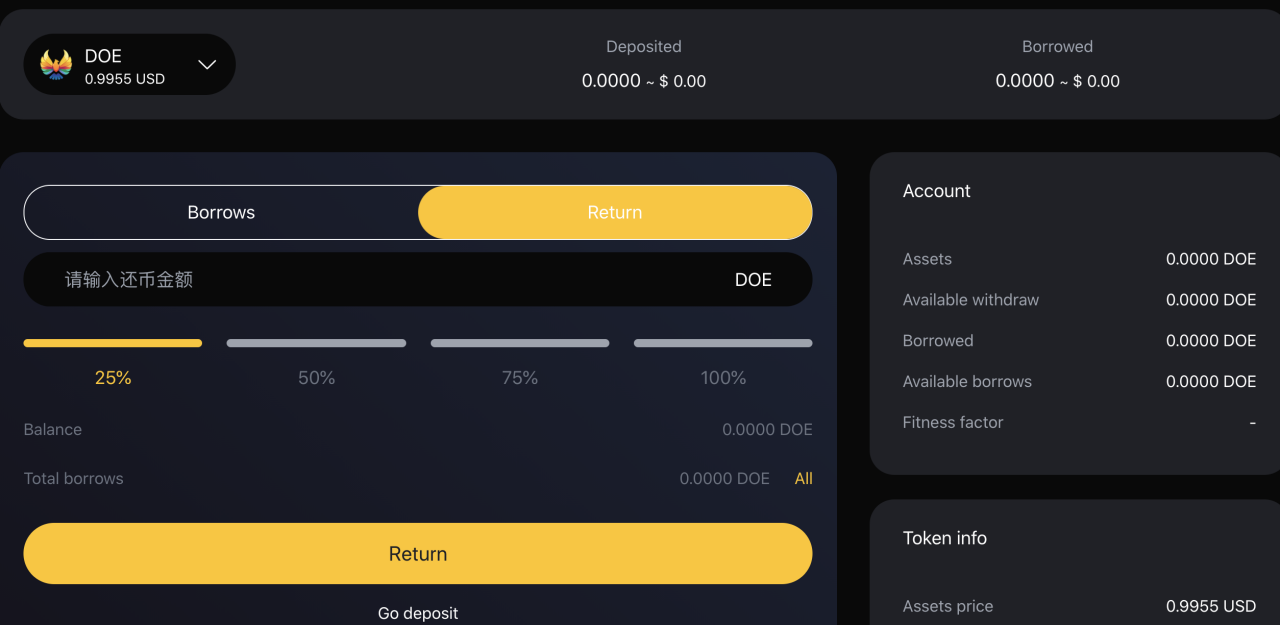 DOE
0.9955 USD
Deposited
0.0000 ~ $ 0.00
Borrowed
0.0000 ~ $ 0.00
Borrows
Return
请输入还币金额
DOE
25%
50%
75%
100%
Balance
0.0000 DOE
Total borrows
0.0000 DOE
All
Return
Go deposit
Account
Assets
0.0000 DOE
Available withdraw
0.0000 DOE
Borrowed
0.0000 DOE
Available borrows
0.0000 DOE
Fitness factor
-
Token info
Assets price
0.9955 USD